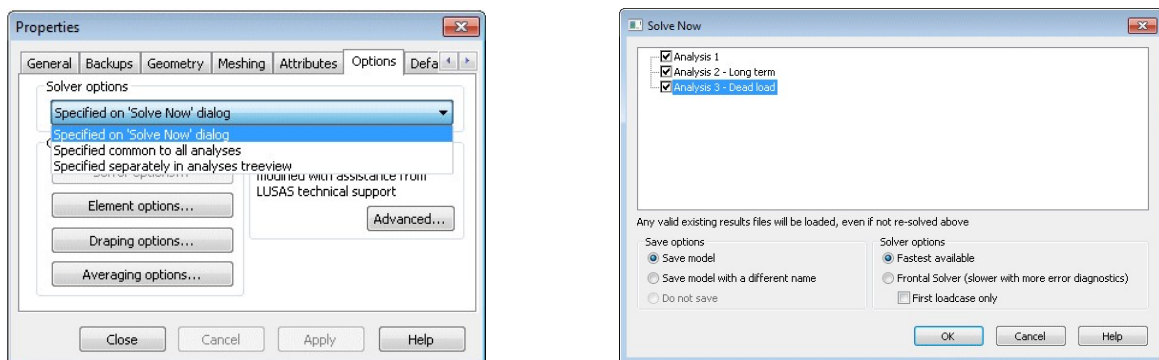 Properties
General Backups Geometry Meshing Attributes Options Defa
Solver options
Specified on 'Solve Now' dialog
Specified on 'Solve Now' dialog
Specified common to all analyses
Specified separately in analyses treeview
modified with assistance from
LUSAS technical support
Element options...
Advanced...
Draping options...
Averaging options...
Close Cancel Apply Help
Solve Now
Analysis 1
Analysis 2 - Long term
Analysis 3 - Dead load
Any valid existing results files will be loaded, even if not re-solved above
Save options
Save model
Save model with a different name
Do not save
Solver options
Fastest available
Frontal Solver (slower with more error diagnostics)
First loadcase only
OK Cancel Help